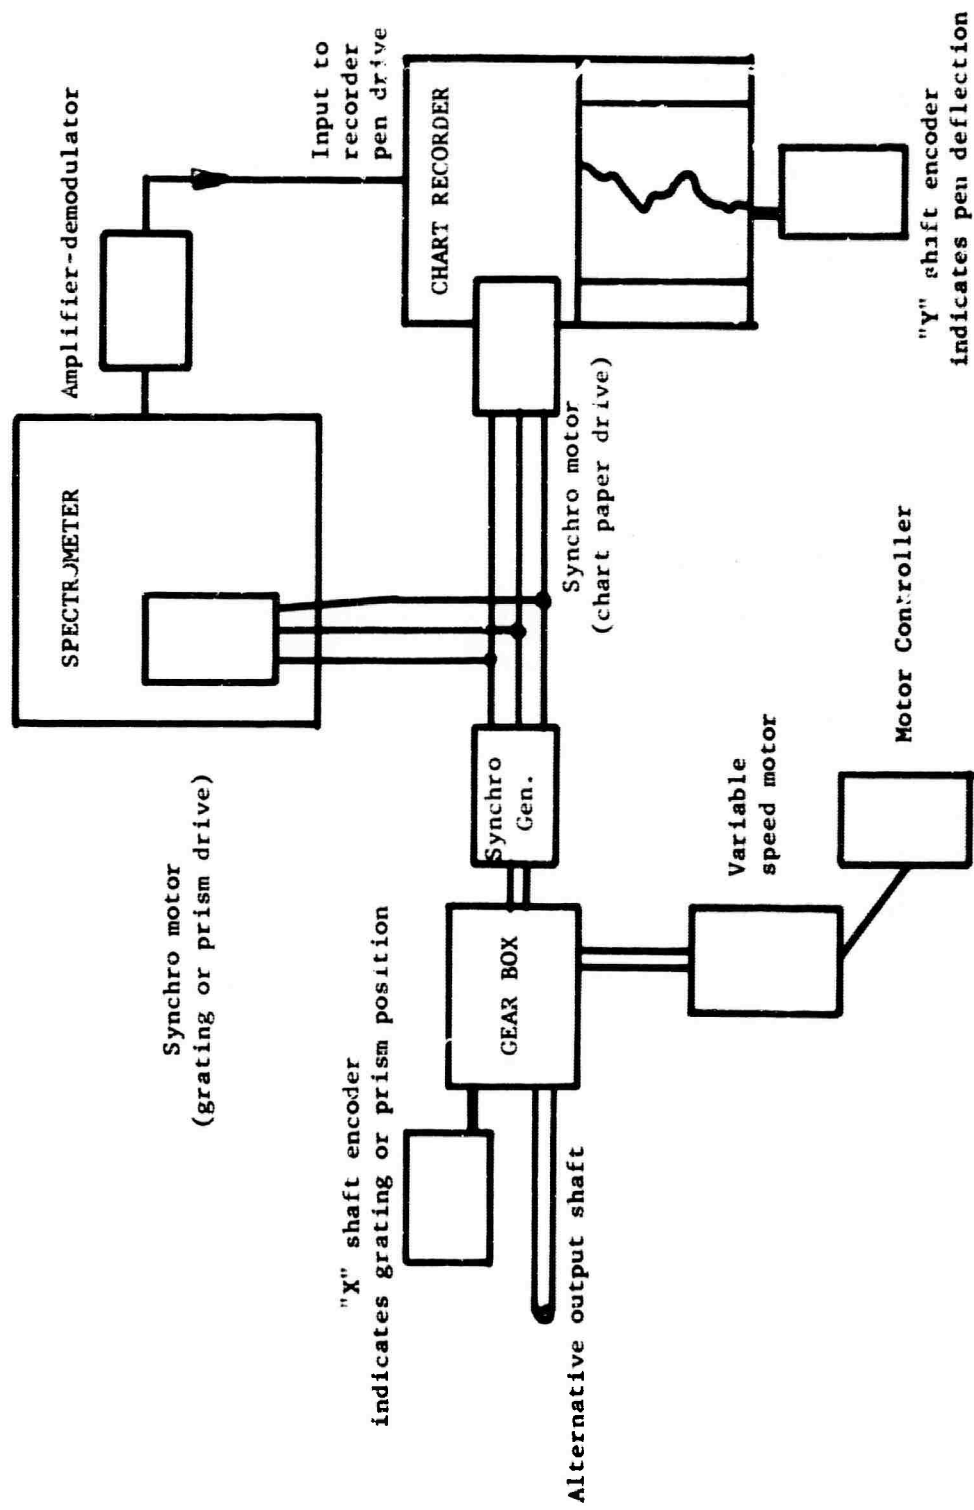 Amplifier-demodulator
Input to
recorder
pen drive
SPECTROMETER
CHART RECORDER
Synchro motor
(grating or prism drive)
Synchro motor
(chart paper drive)
"Y" shift encoder
indicates pen deflection
Synchro
Gen.
"X" shaft encoder
indicates grating or prism position
GEAR BOX
Variable
speed motor
Motor Controller
Alternative output shaft